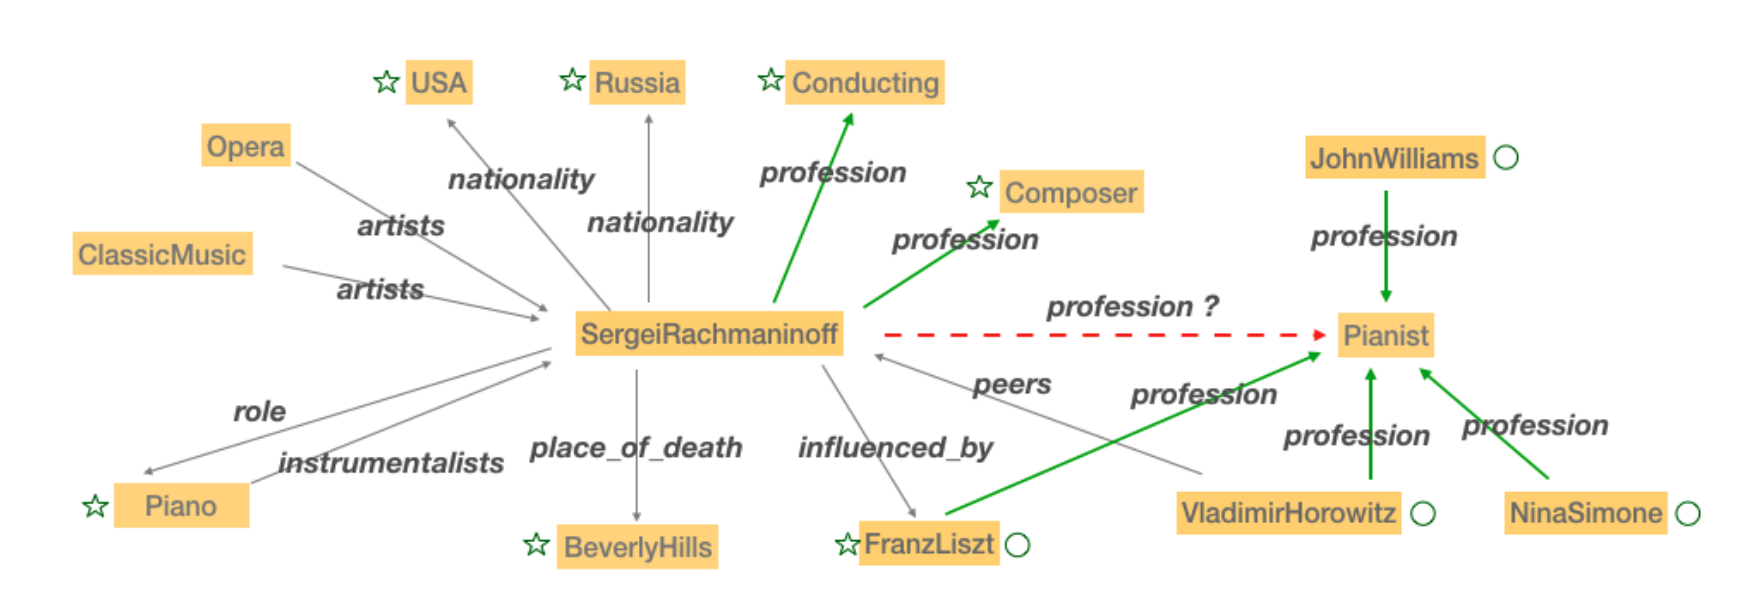 USA
Russia
Conducting
Opera
JohnWilliams
nationality
profession
Composer
artists
nationality
profession
profession
ClassicMusic
artists
profession ?
SergeiRachmaninoff
Pianist
peers
profession
role
profession
profession
instrumentalists
place_of_death
influenced_by
Piano
VladimirHorowitz
NinaSimone
BeverlyHills
FranzLiszt